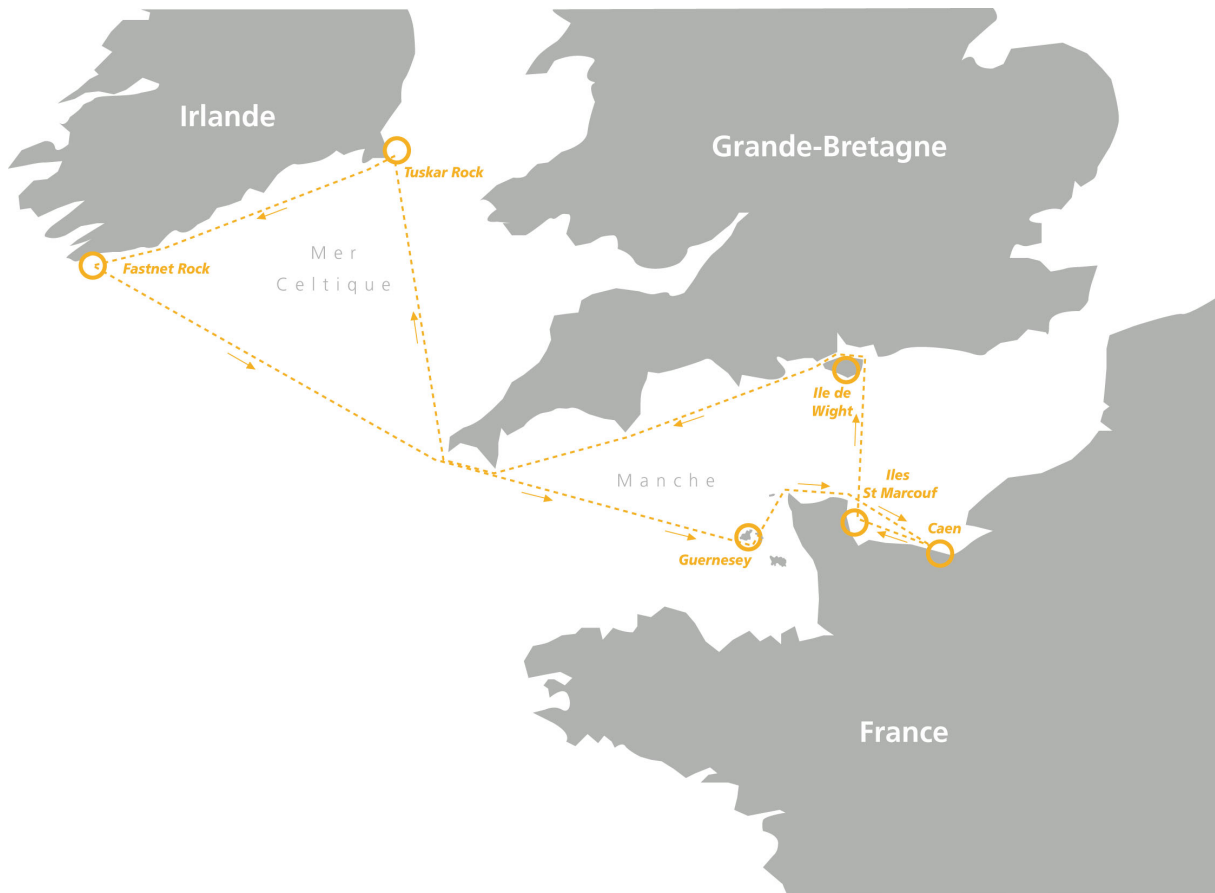 Irlande
Grande-Bretagne
Tuskar Rock
Mer
Celtique
Fastnet Rock
Ile de
Wight
Manche
Iles
St Marcouf
Caen
Guernesey
France